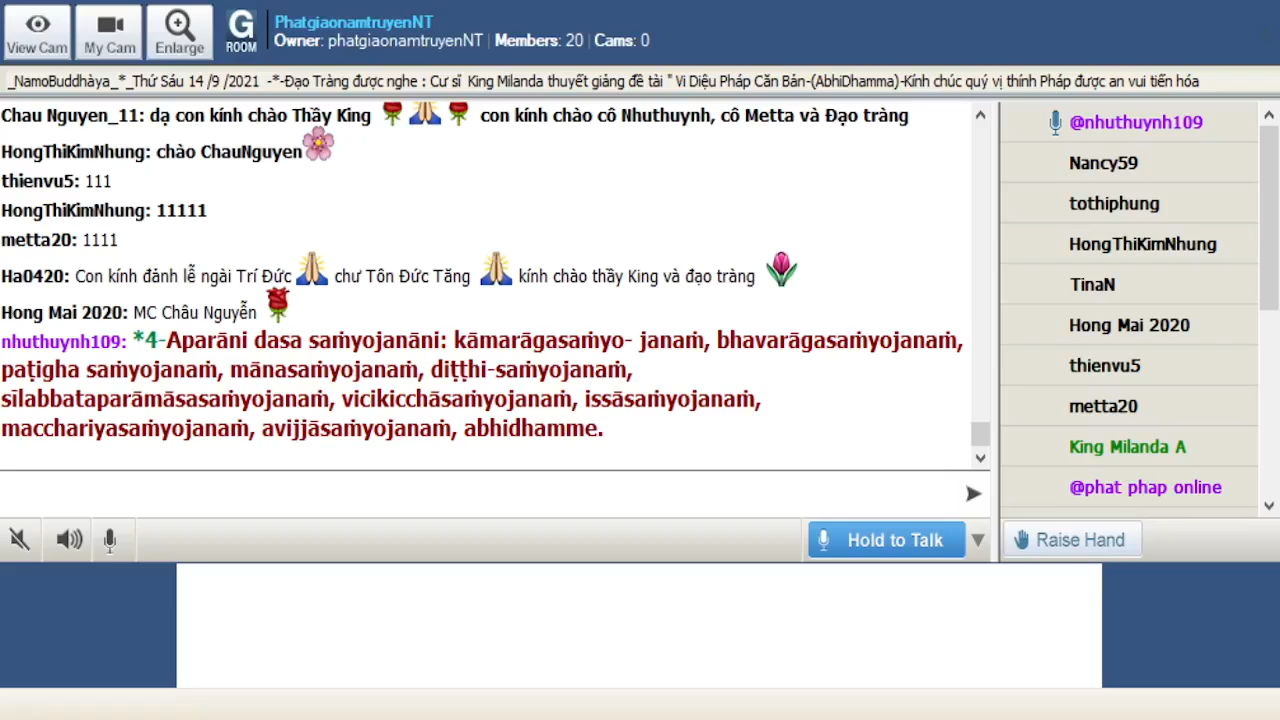 View Cam
My Cam
Enlarge
G
ROOM
PhatgiaonamtruyenNT
Owner: phatgiaonamtruyenNT | Members: 20 | Cams: 0
_NamoBuddhàya_*_Thứ Sáu 14 /9 /2021 -*-Đạo Tràng được nghe : Cư sĩ King Milanda thuyết giảng đề tài " Vi Diệu Pháp Căn Bản-(AbhiDhamma)-Kính chúc quý vị thính Pháp được an vui tiến hóa
Chau Nguyen_11: dạ con kính chào Thầy King con kính chào cô Nhuthuynh, cô Metta và Đạo tràng
HongThiKimNhung: chào ChauNguyen
thienvu5: 111
HongThiKimNhung: 11111
metta20: 1111
Ha0420: Con kính đảnh lễ ngài Trí Đức chư Tôn Đức Tăng kính chào thầy King và đạo tràng
Hong Mai 2020: MC Châu Nguyễn
nhuthuynh109: *4-Aparāni dasa saṁyojanāni: kāmarāgasaṁyo- janaṁ, bhavarāgasaṁyojanaṁ,
paṭigha saṁyojanaṁ, mānasaṁyojanaṁ, diṭṭhi-saṁyojanaṁ,
sīlabbataparāmāsasaṁyojanaṁ, vicikicchāsaṁyojanaṁ, issāsaṁyojanaṁ,
macchariyasaṁyojanaṁ, avijjāsaṁyojanaṁ, abhidhamme.
@nhuthuynh109
Nancy59
tothiphung
HongThiKimNhung
TinaN
Hong Mai 2020
thienvu5
metta20
King Milanda A
@phat phap online
Hold to Talk
Raise Hand